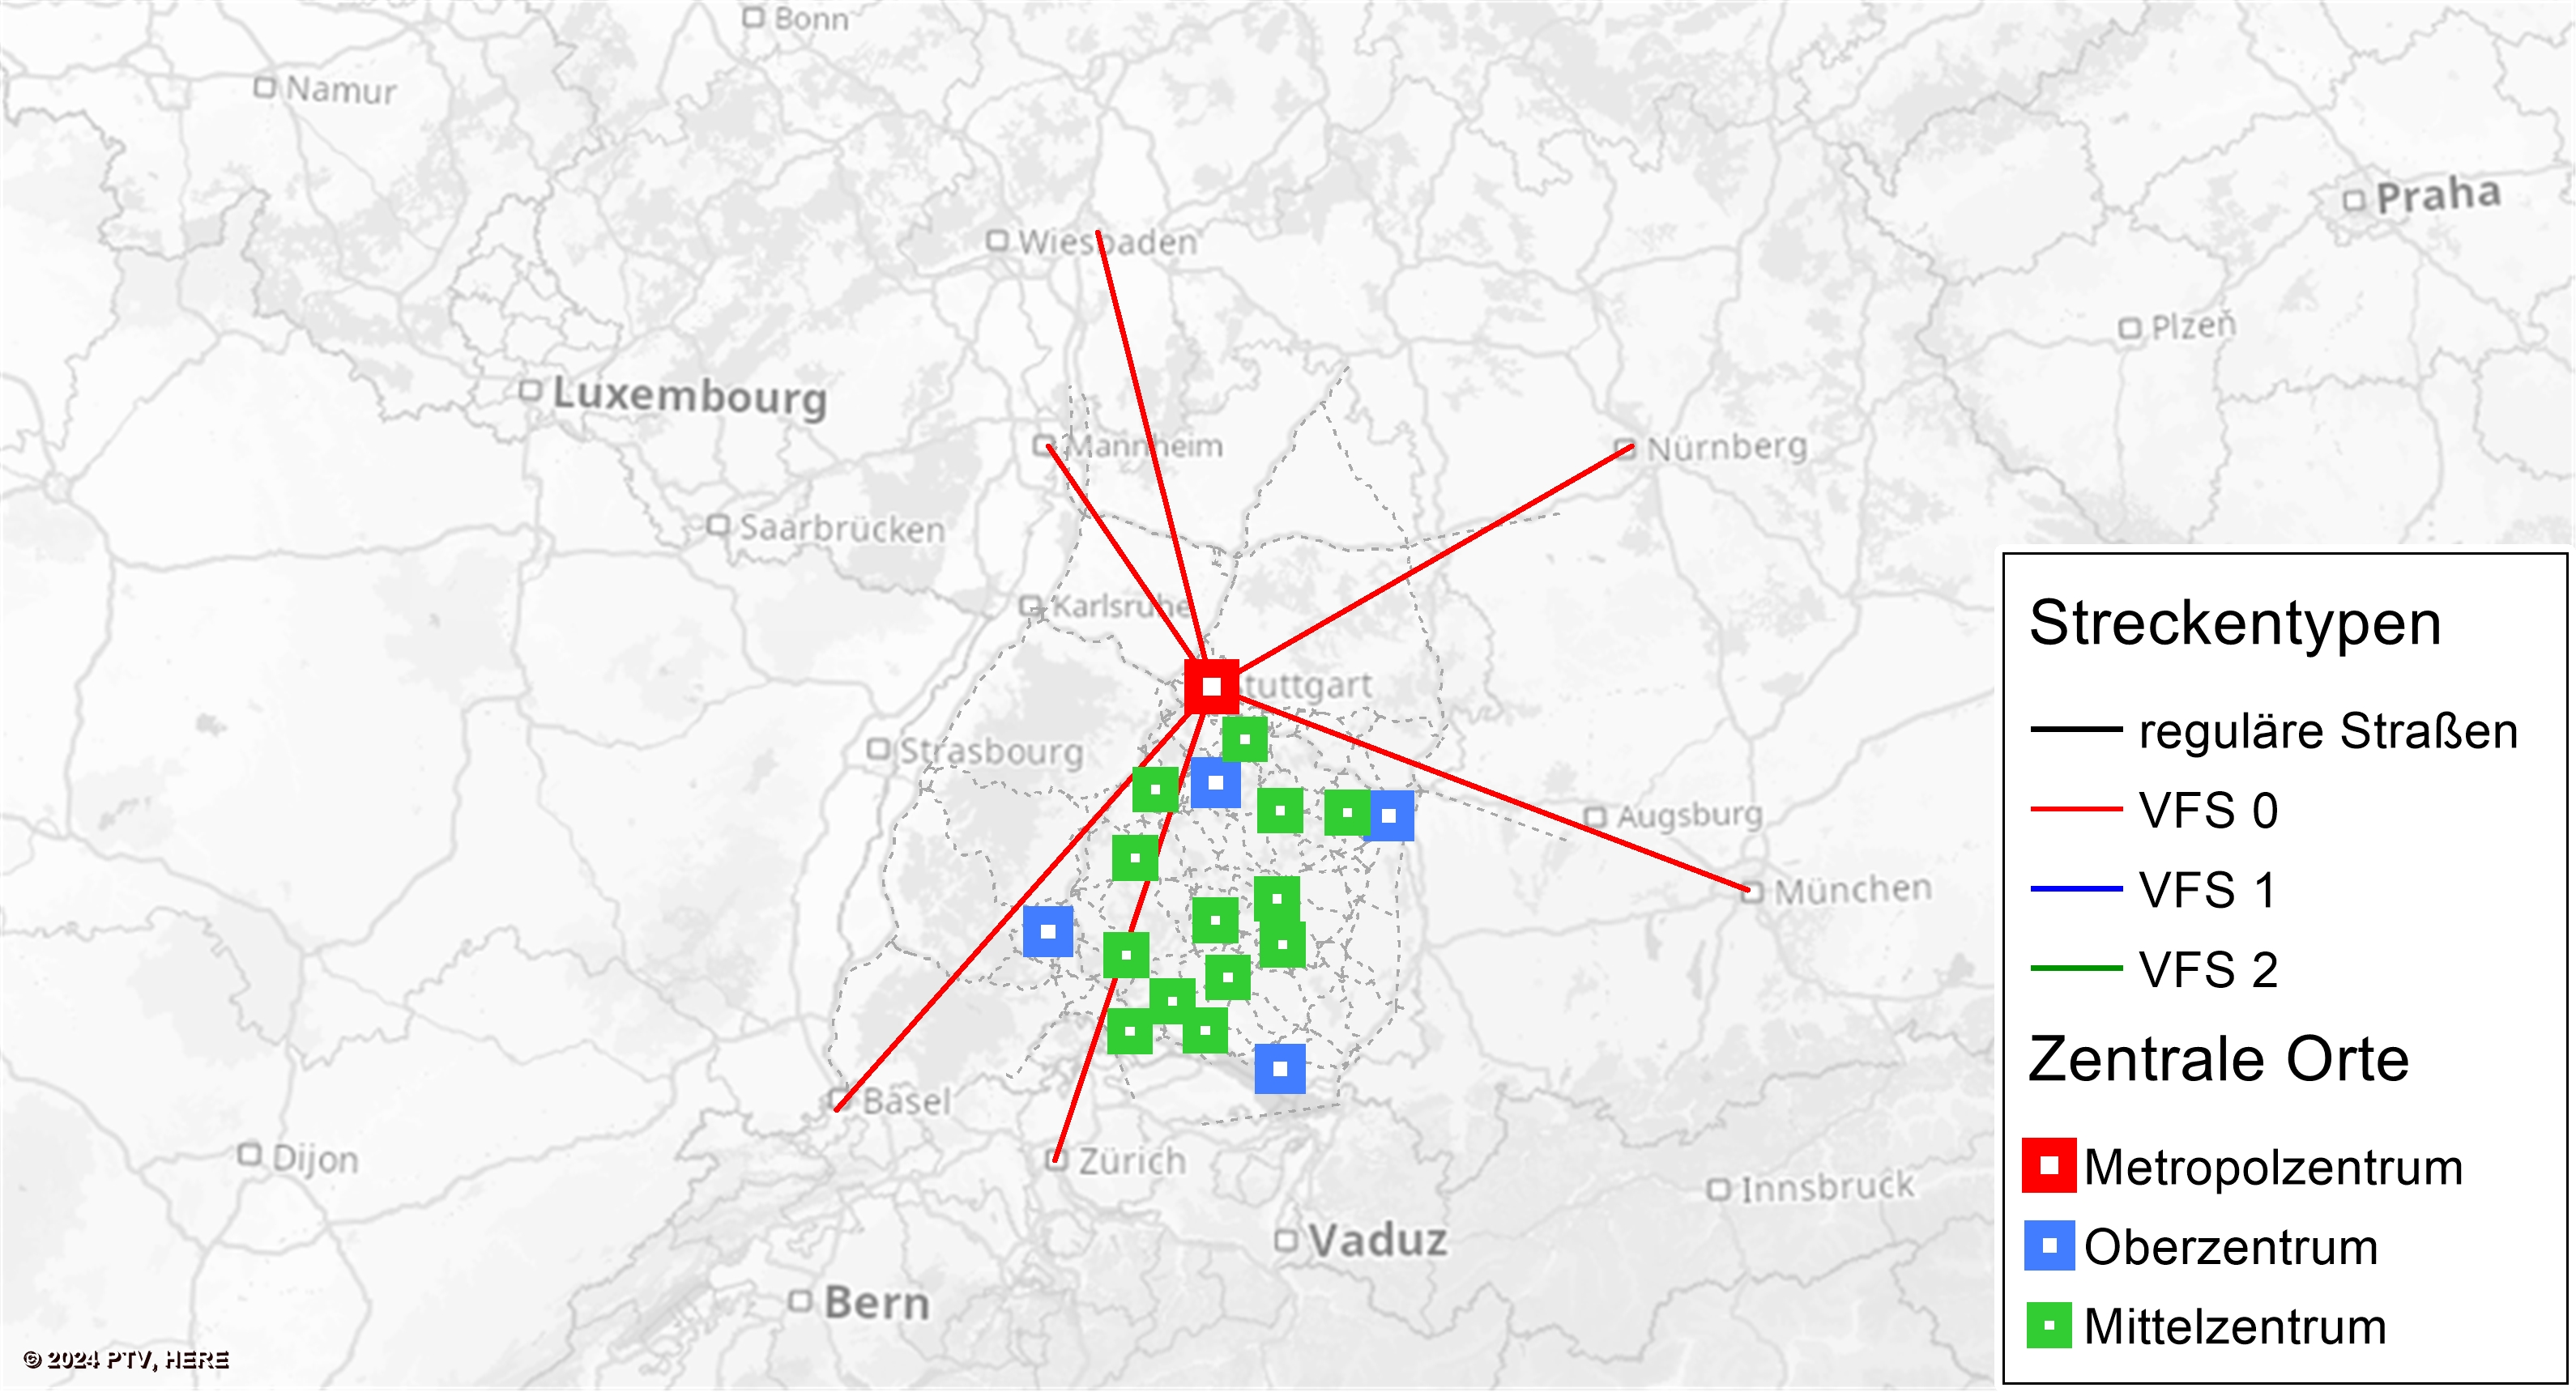 Bonn
Namur
Praha
Wiesbaden
Plzeň
Luxembourg
Mannheim
Nürnberg
Saarbrücken
Karlsruhe
tuttgart
Strasbourg
Augsburg
München
Basel
Dijon
Zürich
Innsbruck
Vaduz
Bern
© 2024 PTV, HERE
Streckentypen
reguläre Straßen
VFS 0
VFS 1
VFS 2
Zentrale Orte
Metropolzentrum
Oberzentrum
Mittelzentrum